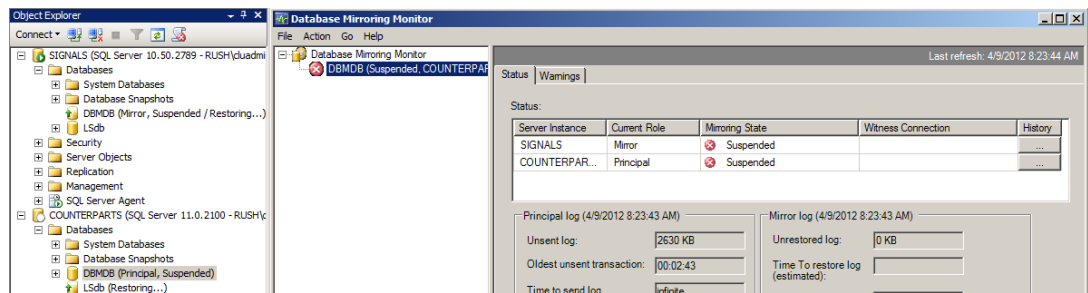 Object Explorer
Connect
SIGNALS (SQL Server 10.50.2789 - RUSH\cluadmi
Databases
System Databases
Database Snapshots
DBMDB (Mirror, Suspended / Restoring...)
LSdb
Security
Server Objects
Replication
Management
SQL Server Agent
COUNTERPARTS (SQL Server 11.0.2100 - RUSH\c
Databases
System Databases
Database Snapshots
DBMDB (Principal, Suspended)
LSdb (Restoring...)
Database Mirroring Monitor
File Action Go Help
Database Mirroring Monitor
DBMDB (Suspended, COUNTERPAR
Last refresh: 4/9/2012 8:23:44 AM
Status Warnings
Status:
Server Instance Current Role Mirroring State Witness Connection History
SIGNALS Mirror Suspended ...
COUNTERPAR... Principal Suspended ...
Principal log (4/9/2012 8:23:43 AM)
Unsent log: 2630 KB
Oldest unsent transaction: 00:02:43
Time to send log infinite
Mirror log (4/9/2012 8:23:43 AM)
Unrestored log: 0 KB
Time To restore log
(estimated):